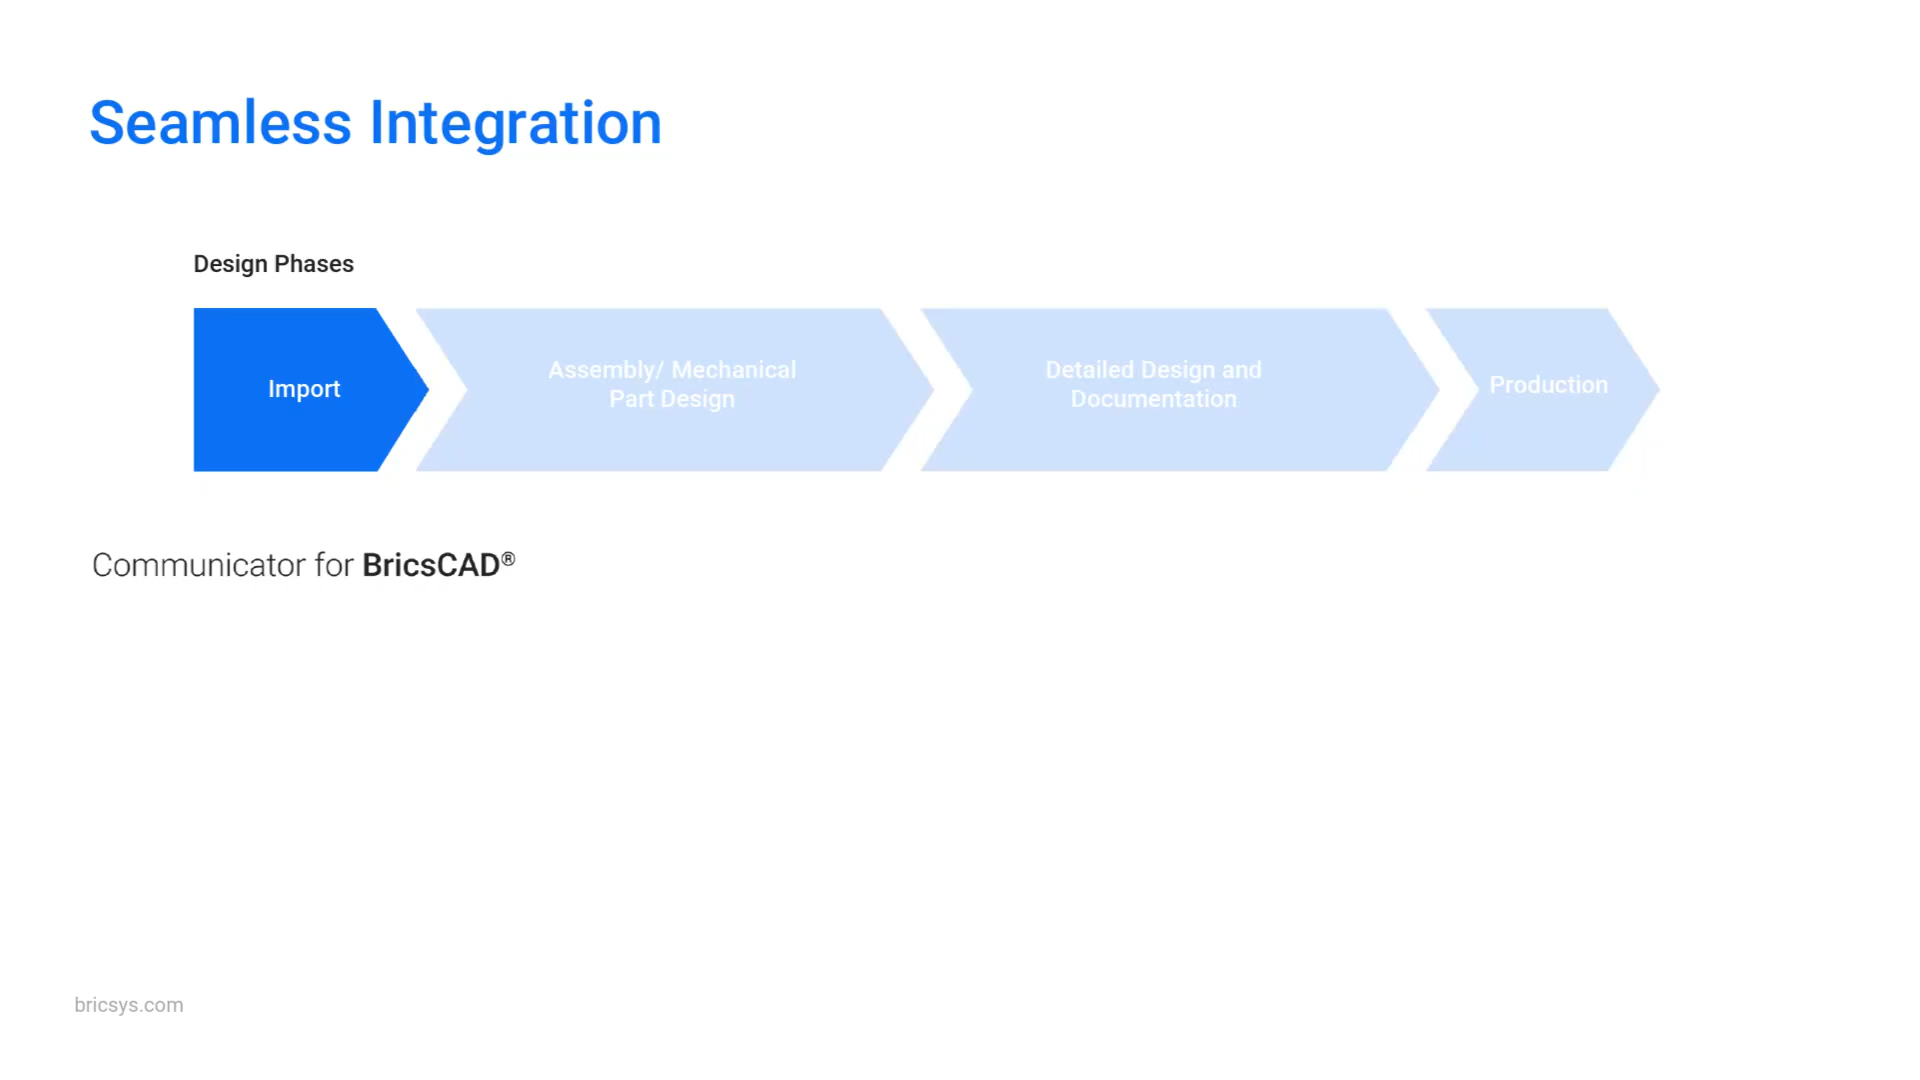 Seamless Integration
Design Phases
Import
Assembly/ Mechanical
Part Design
Detailed Design and
Documentation
Production
Communicator for BricsCAD®
bricsys.com